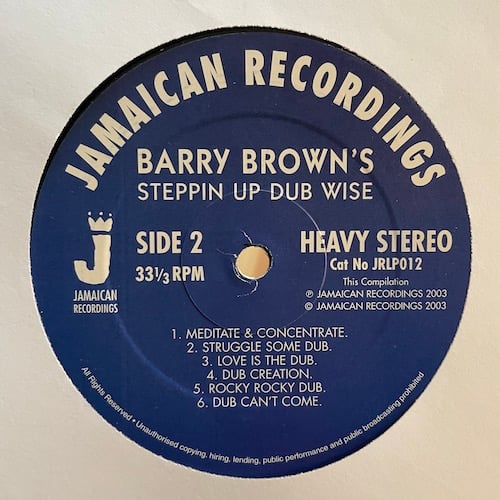 JAMAICAN RECORDINGS
BARRY BROWN'S
STEPPIN UP DUB WISE
SIDE 2
33 1/3 RPM
HEAVY STEREO
Cat No JRLP012
This Compilation
℗ JAMAICAN RECORDINGS 2003
© JAMAICAN RECORDINGS 2003
J
JAMAICAN
RECORDINGS
1. MEDITATE & CONCENTRATE.
2. STRUGGLE SOME DUB.
3. LOVE IS THE DUB.
4. DUB CREATION.
5. ROCKY ROCKY DUB.
6. DUB CAN'T COME.
All Rights Reserved • Unauthorised copying, hiring, lending, public performance and public broadcasting prohibited